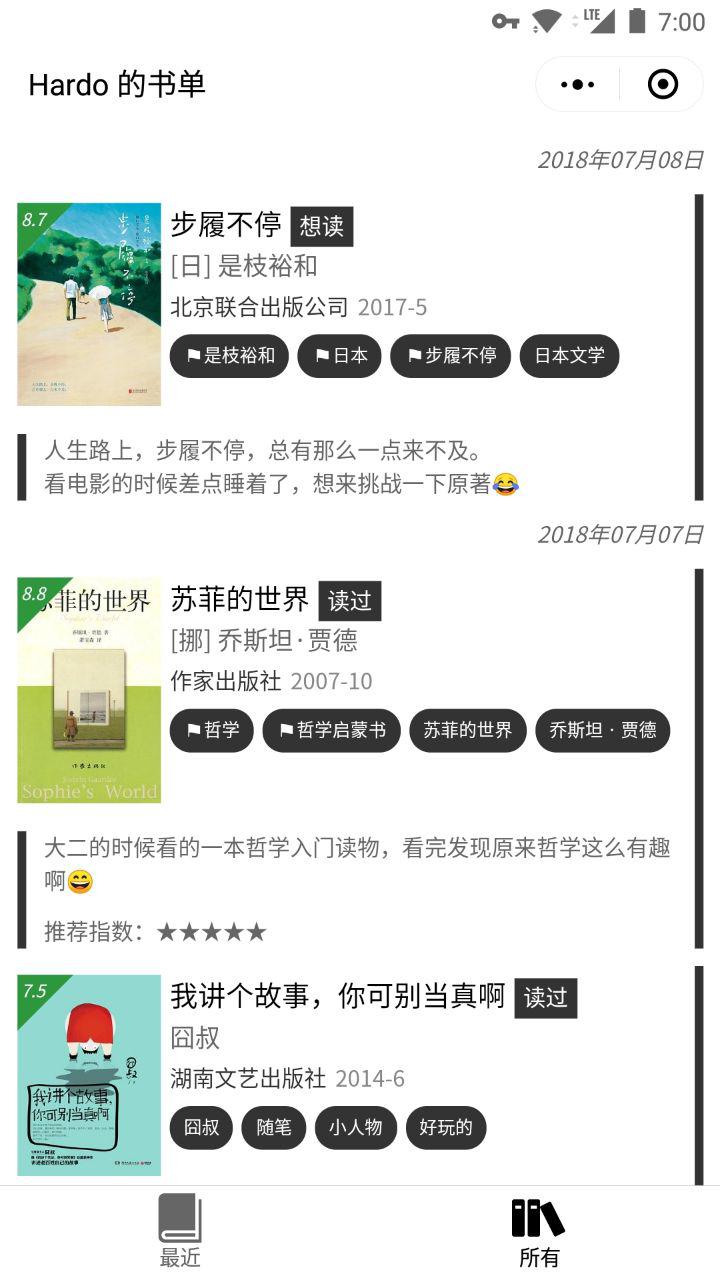 LTE 7:00
Hardo 的书单
2018年07月08日
8.7
步履不停 想读
[日] 是枝裕和
北京联合出版公司 2017-5
是枝裕和 日本 步履不停 日本文学
人生路上，步履不停，总有那么一点来不及。
看电影的时候差点睡着了，想来挑战一下原著😂
2018年07月07日
8.8
苏菲的世界 读过
[挪] 乔斯坦·贾德
作家出版社 2007-10
哲学 哲学启蒙书 苏菲的世界 乔斯坦·贾德
菲的世界
作家出版社
Jostein Gaarder
Sophie's World
大二的时候看的一本哲学入门读物，看完发现原来哲学这么有趣
啊😄
推荐指数：★★★★★
7.5
我讲个故事，你可别当真啊 读过
囧叔
湖南文艺出版社 2014-6
囧叔 随笔 小人物 好玩的
我讲个故事，
你可别当真啊
最近 所有